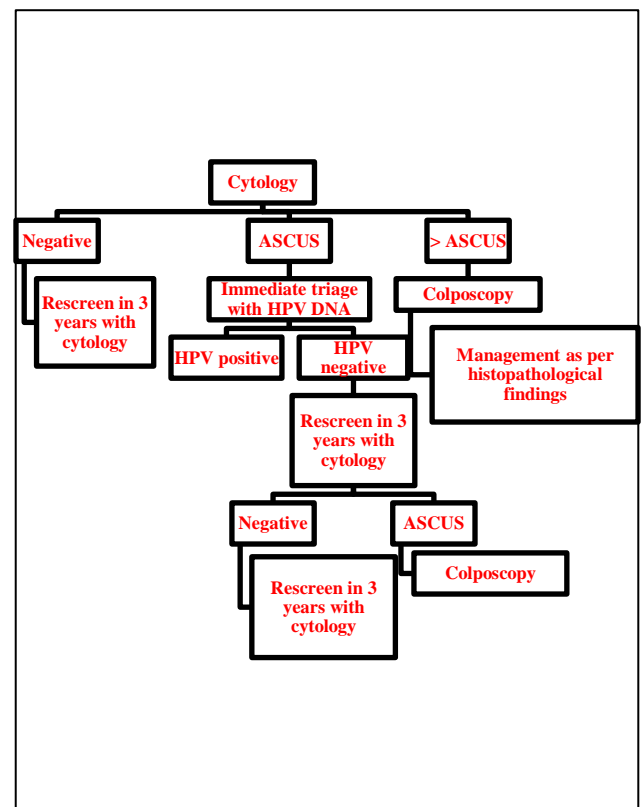 Cytology
Negative
ASCUS
> ASCUS
Rescreen in 3
years with
cytology
Immediate triage
with HPV DNA
Colposcopy
HPV positive
HPV
negative
Management as per
histopathological
findings
Rescreen in 3
years with
cytology
Negative
ASCUS
Rescreen in 3
years with
cytology
Colposcopy